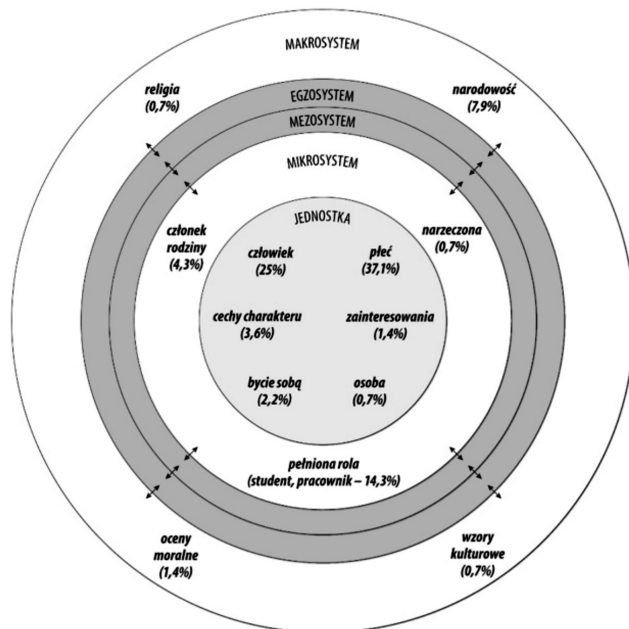 MAKROSYSTEM
religia
(0,7%)
narodowość
(7,9%)
EGZOSYSTEM
MEZOSYSTEM
MIKROSYSTEM
członek
rodziny
(4,3%)
narzeczona
(0,7%)
JEDNOSTKA
człowiek
(25%)
płeć
(37,1%)
cechy charakteru
(3,6%)
zainteresowania
(1,4%)
bycie sobą
(2,2%)
osoba
(0,7%)
pełniona rola
(student, pracownik – 14,3%)
oceny
moralne
(1,4%)
wzory
kulturowe
(0,7%)